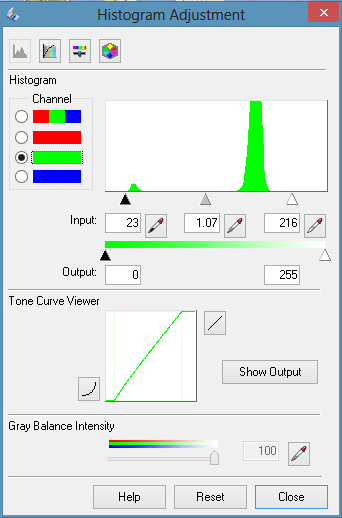 Histogram Adjustment
Histogram
Channel
Input: 23 1.07 216
Output: 0 255
Tone Curve Viewer
Show Output
Gray Balance Intensity
100
Help Reset Close